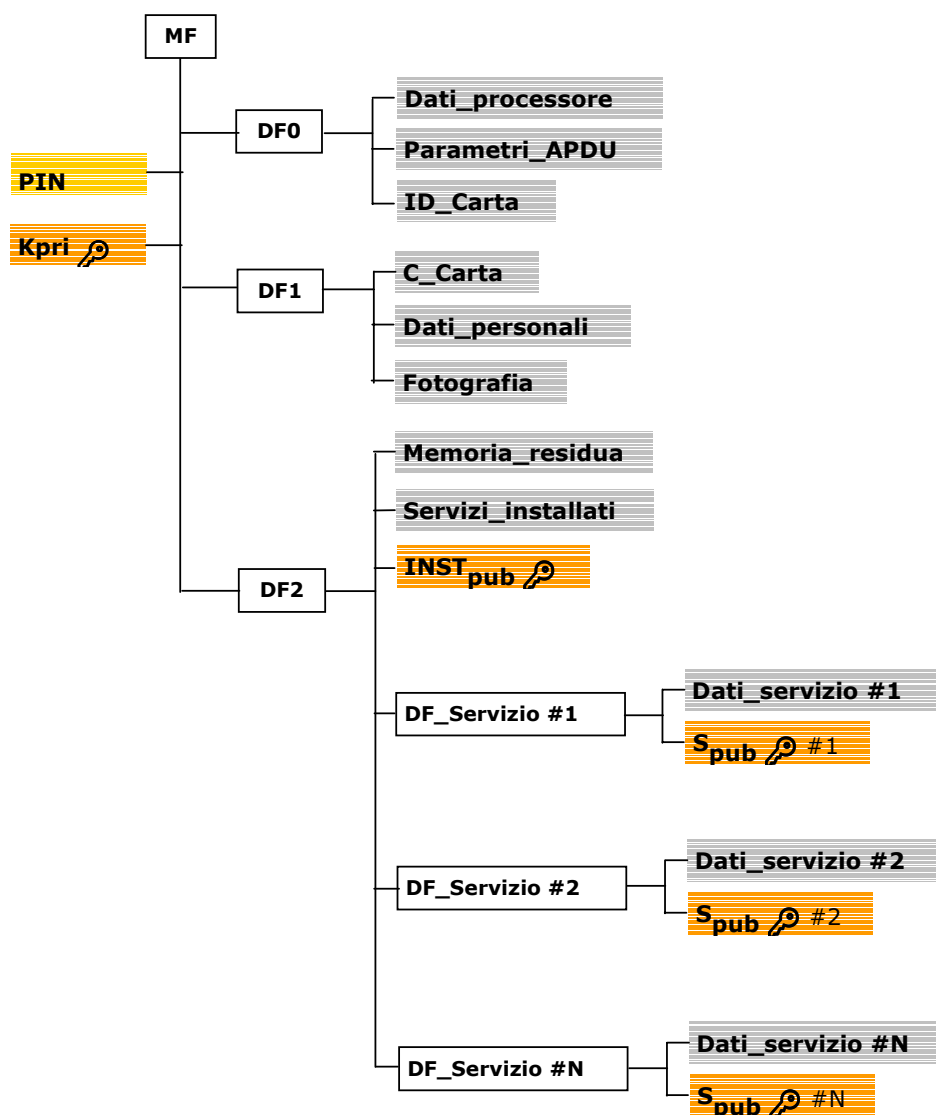 MF
DF0
Dati_processore
Parametri_APDU
ID_Carta
PIN
Kpri
DF1
C_Carta
Dati_personali
Fotografia
DF2
Memoria_residua
Servizi_installati
INSTpub
DF_Servizio #1
Dati_servizio #1
Spub #1
DF_Servizio #2
Dati_servizio #2
Spub #2
DF_Servizio #N
Dati_servizio #N
Spub #N